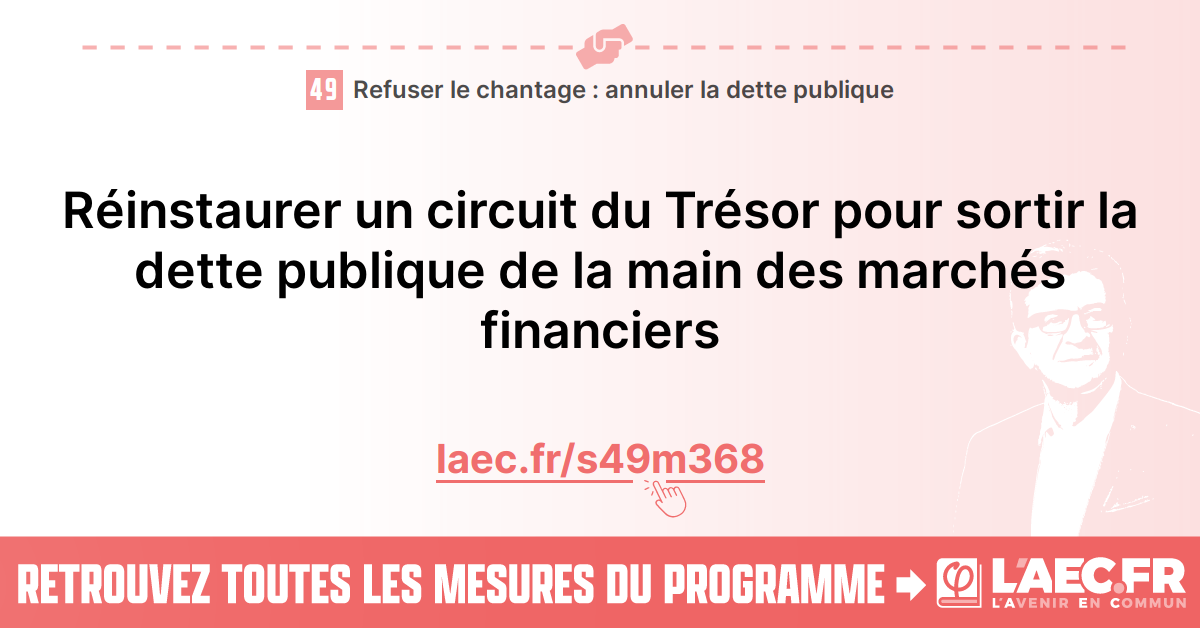 49 Refuser le chantage : annuler la dette publique
Réinstaurer un circuit du Trésor pour sortir la
dette publique de la main des marchés
financiers
laec.fr/s49m368
RETROUVEZ TOUTES LES MESURES DU PROGRAMME
L'AEC.FR
L'AVENIR EN COMMUN